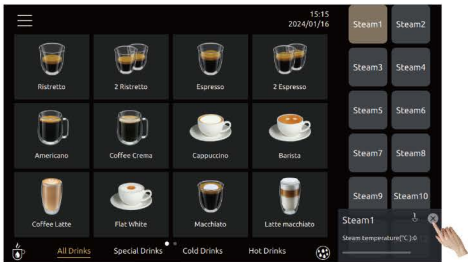 15:15
2024/01/16
Ristretto
2 Ristretto
Espresso
2 Espresso
Americano
Coffee Crema
Cappuccino
Barista
Coffee Latte
Flat White
Macchiato
Latte macchiato
All Drinks
Special Drinks
Cold Drinks
Hot Drinks
Steam1
Steam2
Steam3
Steam4
Steam5
Steam6
Steam7
Steam8
Steam9
Steam10
Steam1
Steam temperature(℃):0